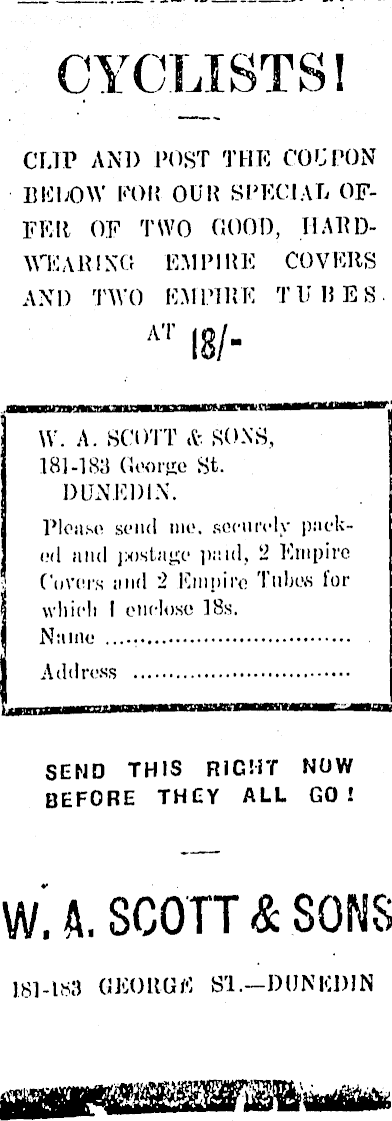 CYCLISTS!
CLIP AND POST THE COUPON
BELOW FOR OUR SPECIAL OF-
FER OF TWO GOOD, HARD-
WEARING EMPIRE COVERS
AND TWO EMPIRE TUBES.
AT 18/-
W. A. SCOTT & SONS,
181-183 George St.
DUNEDIN.
Please send me, securely pack-
ed and postage paid, 2 Empire
Covers and 2 Empire Tubes for
which I enclose 18s.
Name ..................................
Address ..............................
SEND THIS RIGHT NOW
BEFORE THEY ALL GO!
W. A. SCOTT & SONS
181-183 GEORGE ST.—DUNEDIN